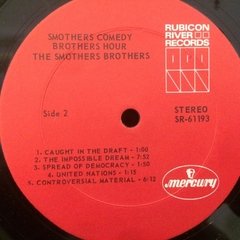 RUBICON
RIVER
RECORDS
SMOTHERS COMEDY
BROTHERS HOUR
THE SMOTHERS BROTHERS
Side 2
STEREO
SR-61193
1. CAUGHT IN THE DRAFT - 1:00
2. THE IMPOSSIBLE DREAM - 7:52
3. SPREAD OF DEMOCRACY - 1:50
4. UNITED NATIONS - 1:15
5. CONTROVERSIAL MATERIAL - 6:12
mercury